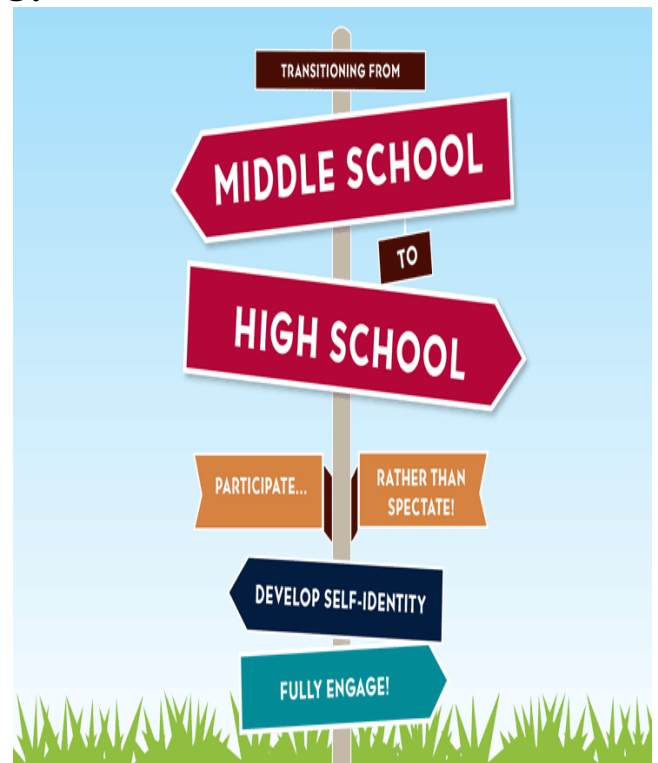 TRANSITIONING FROM
MIDDLE SCHOOL
TO
HIGH SCHOOL
PARTICIPATE...
RATHER THAN
SPECTATE!
DEVELOP SELF-IDENTITY
FULLY ENGAGE!